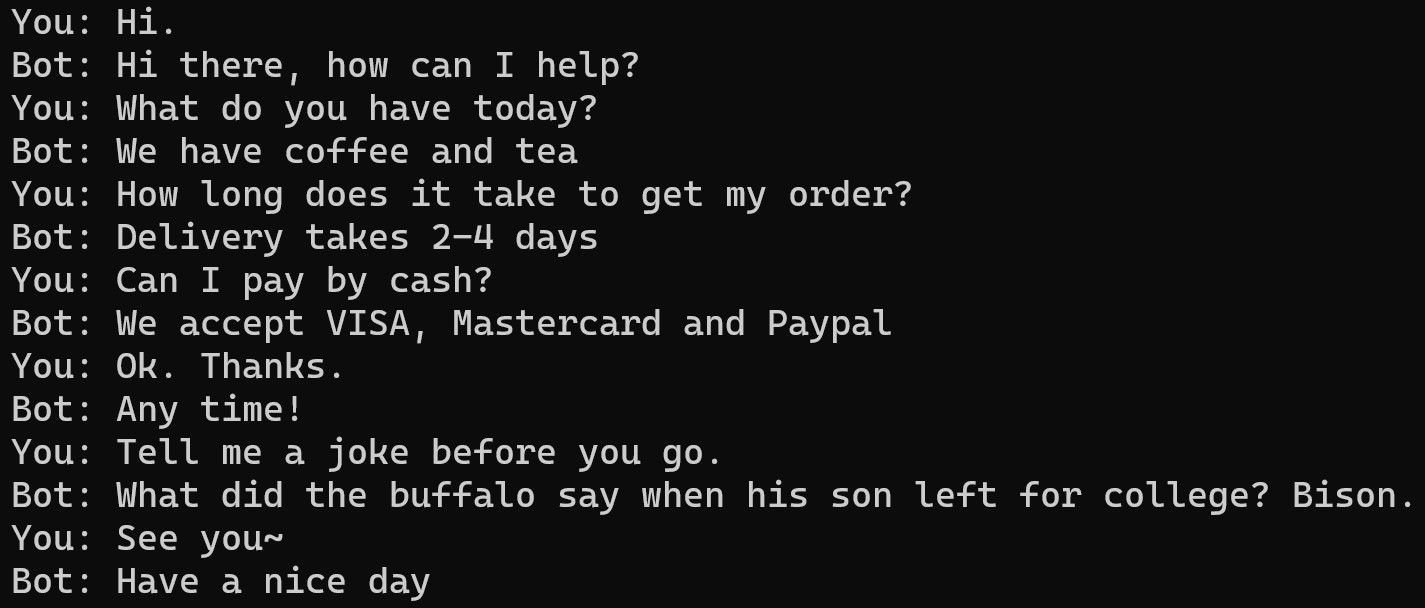 You: Hi.
Bot: Hi there, how can I help?
You: What do you have today?
Bot: We have coffee and tea
You: How long does it take to get my order?
Bot: Delivery takes 2-4 days
You: Can I pay by cash?
Bot: We accept VISA, Mastercard and Paypal
You: Ok. Thanks.
Bot: Any time!
You: Tell me a joke before you go.
Bot: What did the buffalo say when his son left for college? Bison.
You: See you~
Bot: Have a nice day